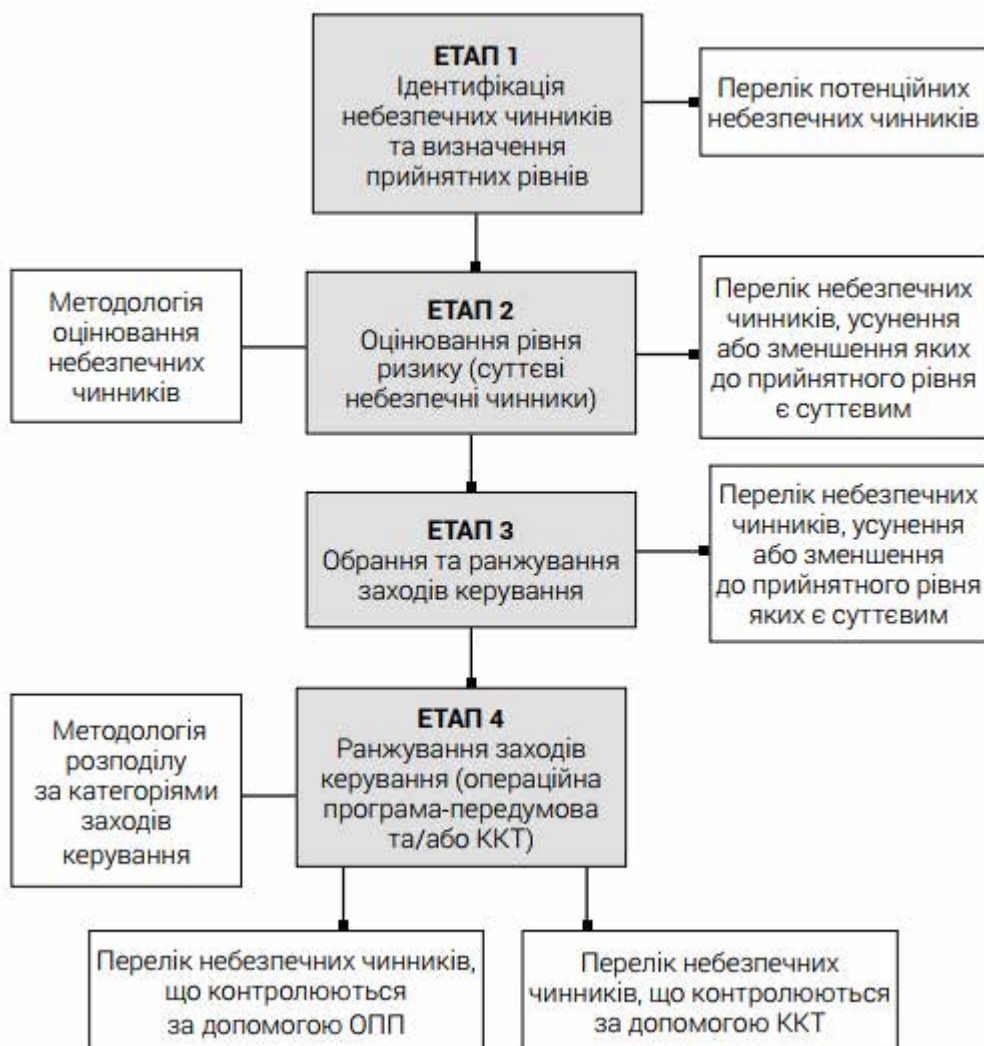 ЕТАП 1
Ідентифікація
небезпечних чинників
та визначення
прийнятних рівнів
Перелік потенційних
небезпечних чинників
Методологія
оцінювання
небезпечних
чинників
ЕТАП 2
Оцінювання рівня
ризику (суттєві
небезпечні чинники)
Перелік небезпечних
чинників, усунення
або зменшення яких
до прийнятного рівня
є суттєвим
ЕТАП 3
Обрання та ранжування
заходів керування
Перелік небезпечних
чинників, усунення
або зменшення
до прийнятного рівня
яких є суттєвим
Методологія
розподілу
за категоріями
заходів
керування
ЕТАП 4
Ранжування заходів
керування (операційна
програма-передумова
та/або ККТ)
Перелік небезпечних чинників,
що контролюються
за допомогою ОПП
Перелік небезпечних
чинників, що контролюються
за допомогою ККТ